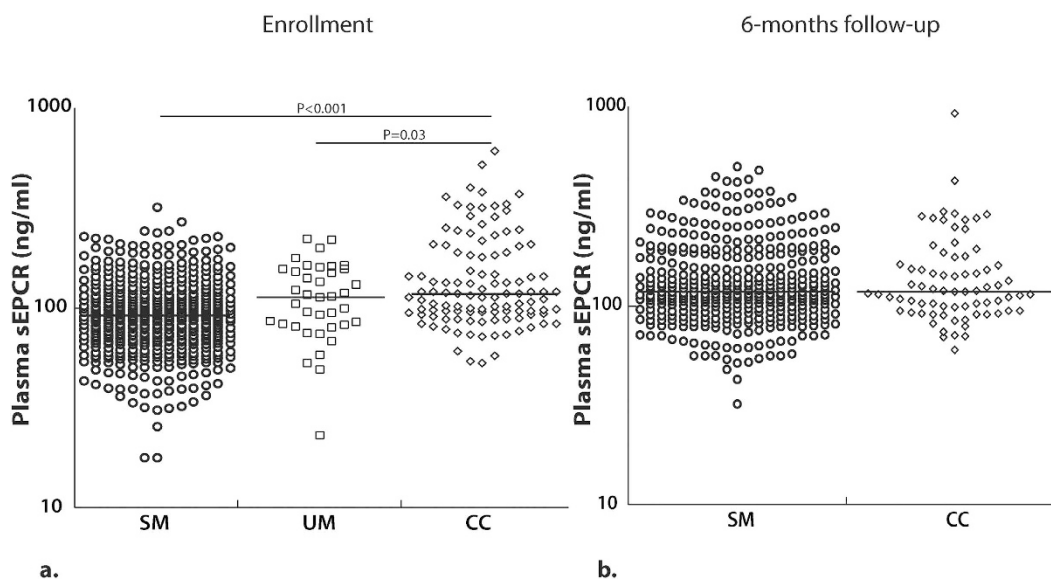 Enrollment
6-months follow-up
1000
P<0.001
P=0.03
Plasma sEPCR (ng/ml)
100
10
SM
UM
CC
a.
1000
Plasma sEPCR (ng/ml)
100
10
SM
CC
b.